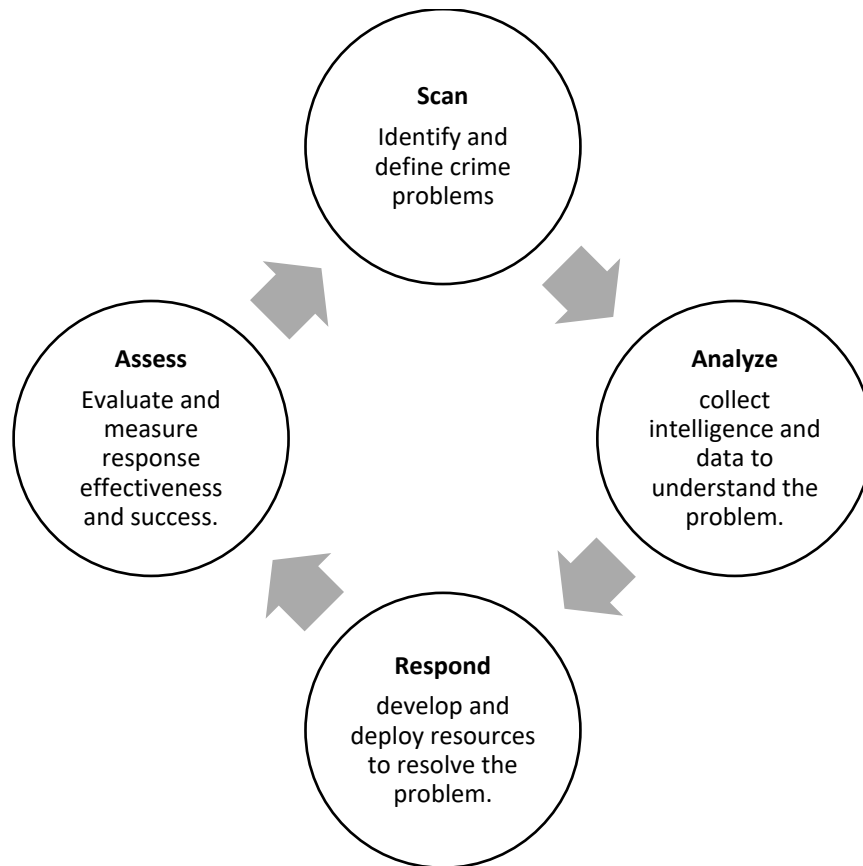 Scan
Identify and
define crime
problems
Analyze
collect
intelligence and
data to
understand the
problem.
Respond
develop and
deploy resources
to resolve the
problem.
Assess
Evaluate and
measure
response
effectiveness
and success.